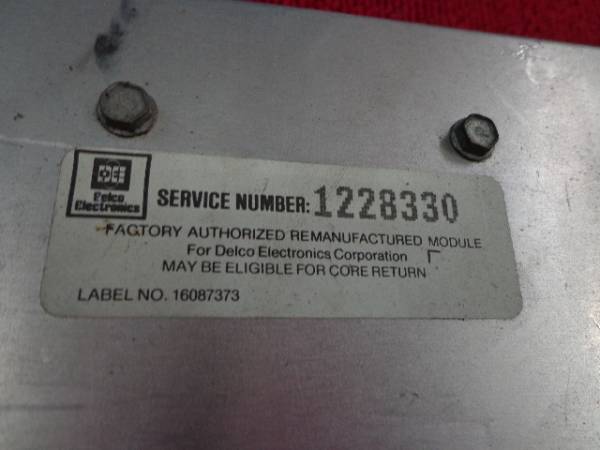 DE
Delco
Electronics
SERVICE NUMBER: 1228330
FACTORY AUTHORIZED REMANUFACTURED MODULE
For Delco Electronics Corporation
MAY BE ELIGIBLE FOR CORE RETURN
LABEL NO. 16087373